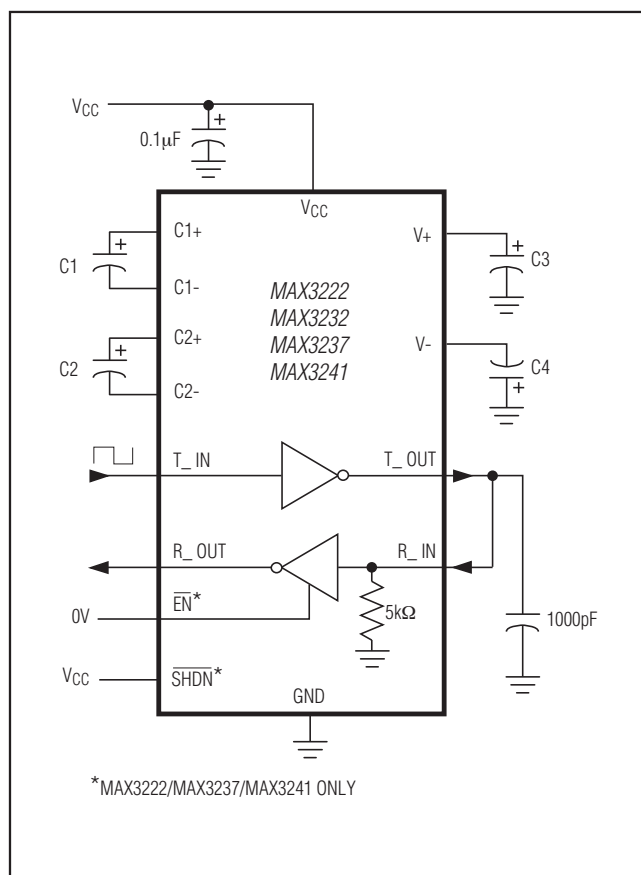 VCC
+
0.1µF
VCC
C1+
+
C1
C1-
C2+
+
C2
C2-
MAX3222
MAX3232
MAX3237
MAX3241
V+
+
C3
V-
C4
+
T_ IN
T_ OUT
R_ OUT
R_ IN
EN*
0V
5kΩ
1000pF
VCC
SHDN*
GND
*MAX3222/MAX3237/MAX3241 ONLY